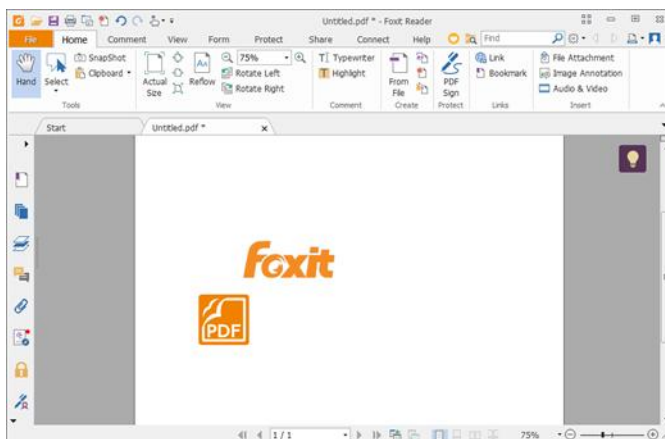 Untitled.pdf * - Foxit Reader
File Home Comment View Form Protect Share Connect Help Find
Hand
Select
SnapShot
Clipboard
Tools
Actual Size
Reflow
75%
Rotate Left
Rotate Right
View
Typewriter
Highlight
Comment
From File
Create
PDF Sign
Protect
Link
Bookmark
Links
File Attachment
Image Annotation
Audio & Video
Insert
Start Untitled.pdf *
Foxit
PDF
1 / 1 75%